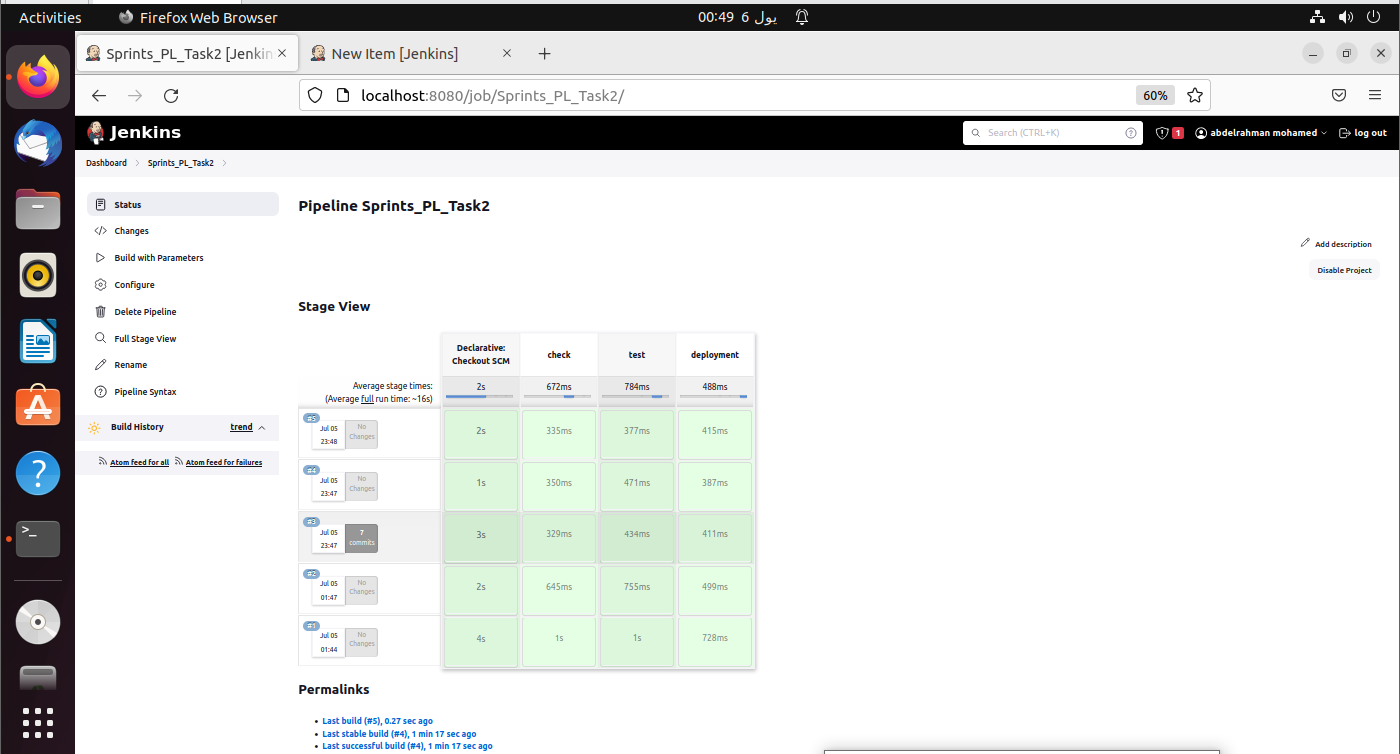 Activities
Firefox Web Browser
00:49 6 يول
Sprints_PL_Task2 [Jenkin
New Item [Jenkins]
localhost:8080/job/Sprints_PL_Task2/
60%
Jenkins
Search (CTRL+K)
?
1
abdelrahman mohamed
log out
Dashboard
Sprints_PL_Task2
Status
Changes
Build with Parameters
Configure
Delete Pipeline
Full Stage View
Rename
Pipeline Syntax
Build History
trend
Atom feed for all
Atom feed for failures
Pipeline Sprints_PL_Task2
Add description
Disable Project
Stage View
Declarative:
Checkout SCM
check
test
deployment
Average stage times:
(Average full run time: ~16s)
2s
672ms
784ms
488ms
#5
Jul 05
23:48
No
Changes
2s
335ms
377ms
415ms
#4
Jul 05
23:47
No
Changes
1s
350ms
471ms
387ms
#3
Jul 05
23:47
7
commits
3s
329ms
434ms
411ms
#2
Jul 05
01:47
No
Changes
2s
645ms
755ms
499ms
#1
Jul 05
01:44
No
Changes
4s
1s
1s
728ms
Permalinks
Last build (#5), 0.27 sec ago
Last stable build (#4), 1 min 17 sec ago
Last successful build (#4), 1 min 17 sec ago